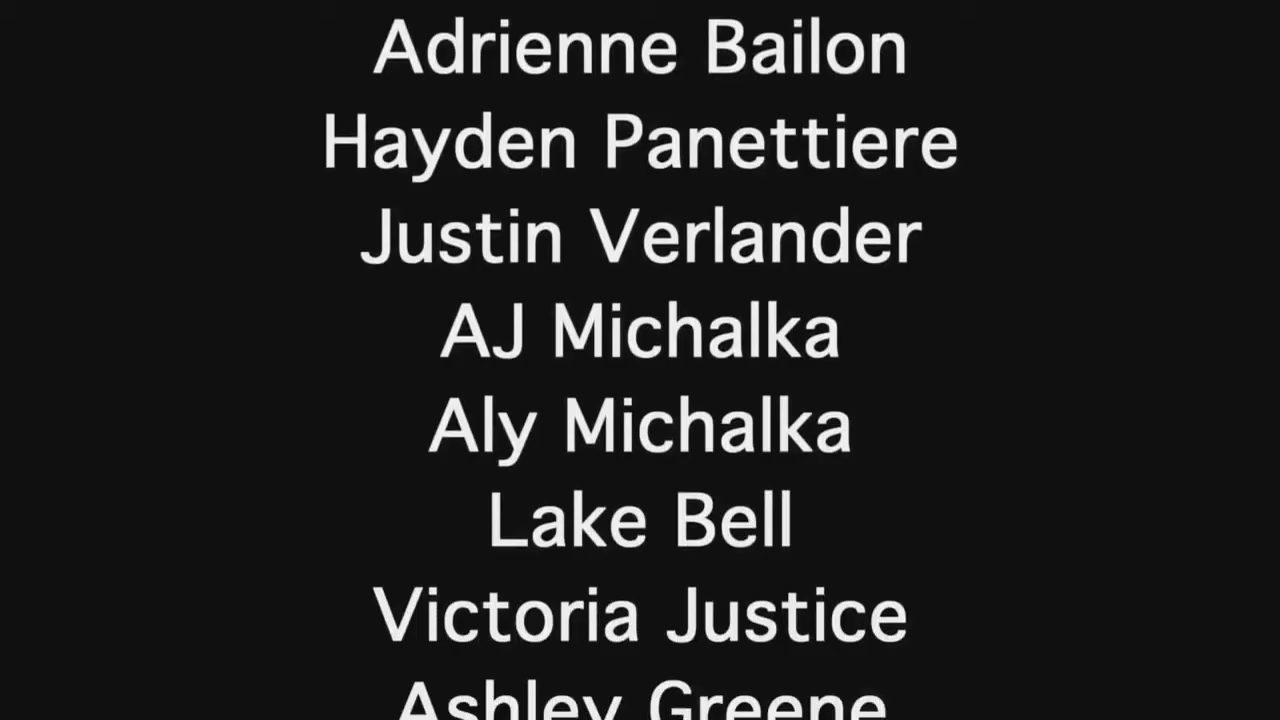 Adrienne Bailon
Hayden Panettiere
Justin Verlander
AJ Michalka
Aly Michalka
Lake Bell
Victoria Justice
Ashley Greene